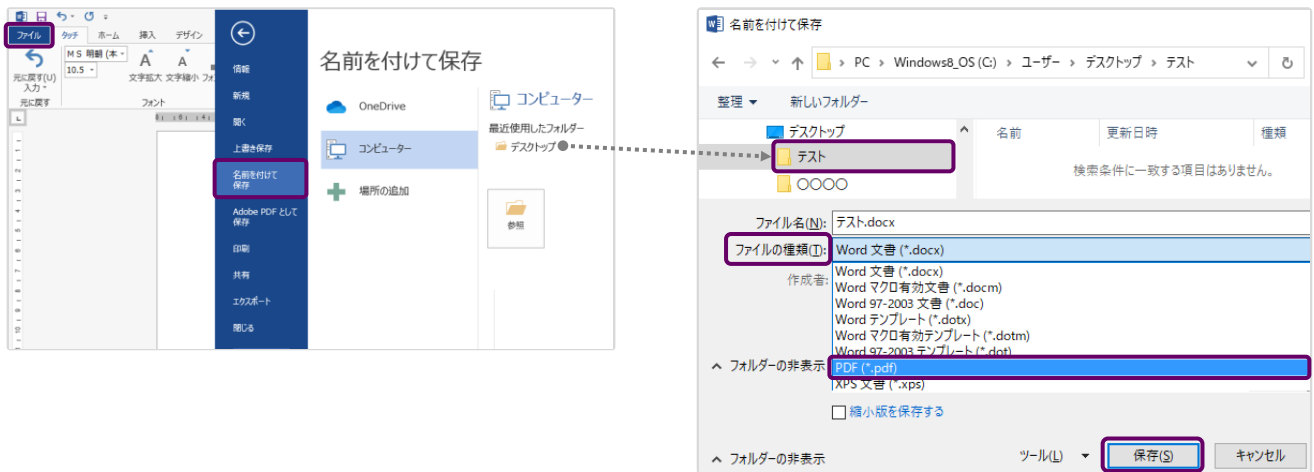 ファイル
タッチ
ホーム
挿入
デザイン
MS 明朝 (本
10.5
A
A
元に戻す(U)
入力
文字拡大
文字縮小
元に戻す
フォント
情報
新規
開く
上書き保存
名前を付けて
保存
Adobe PDF として
保存
印刷
共有
エクスポート
閉じる
名前を付けて保存
OneDrive
コンピューター
場所の追加
コンピューター
最近使用したフォルダー
デスクトップ
参照
名前を付けて保存
PC › Windows8_OS (C:) › ユーザー › デスクトップ › テスト
整理
新しいフォルダー
デスクトップ
テスト
〇〇〇〇
名前
更新日時
種類
検索条件に一致する項目はありません。
ファイル名(N):
テスト.docx
ファイルの種類(T):
Word 文書 (*.docx)
作成者:
Word 文書 (*.docx)
Word マクロ有効文書 (*.docm)
Word 97-2003 文書 (*.doc)
Word テンプレート (*.dotx)
Word マクロ有効テンプレート (*.dotm)
Word 97-2003 テンプレート (*.dot)
PDF (*.pdf)
XPS 文書 (*.xps)
フォルダーの非表示
縮小版を保存する
フォルダーの非表示
ツール(L)
保存(S)
キャンセル